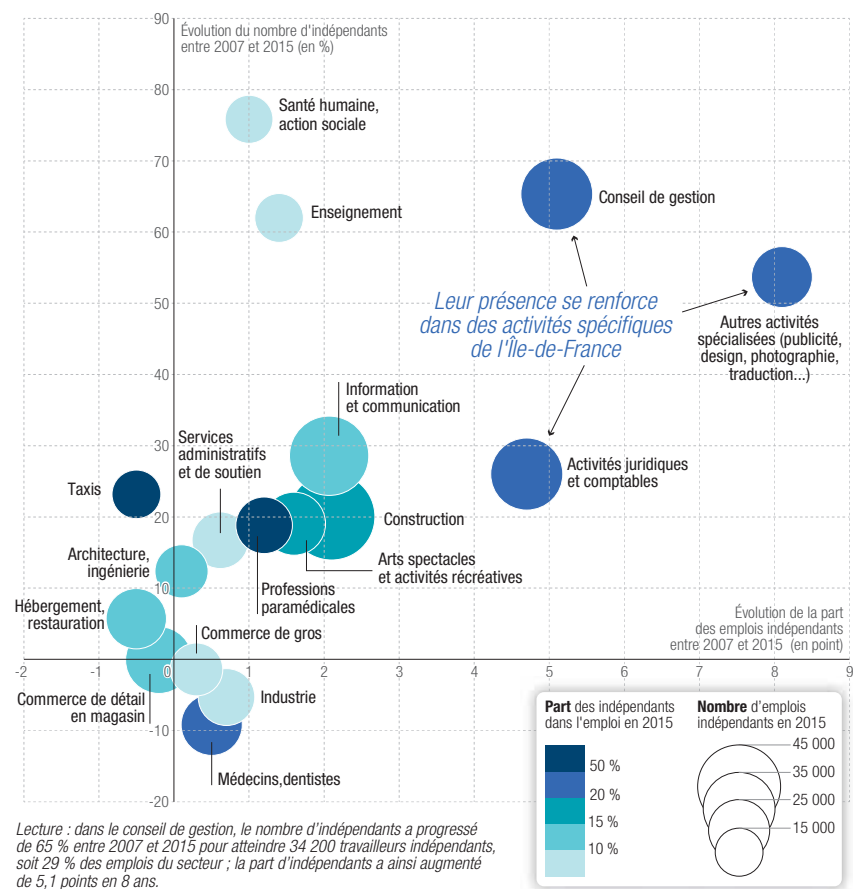 90
Évolution du nombre d'indépendants
entre 2007 et 2015 (en %)
80
Santé humaine,
action sociale
70
Enseignement
Conseil de gestion
60
50
Leur présence se renforce
dans des activités spécifiques
de l'Île-de-France
Autres activités
spécialisées (publicité,
design, photographie,
traduction...)
40
Information
et communication
30
Services
administratifs
et de soutien
Activités juridiques
et comptables
Taxis
20
Construction
Architecture,
ingénierie
Arts spectacles
et activités récréatives
10
Professions
paramédicales
Hébergement,
restauration
Commerce de gros
Évolution de la part
des emplois indépendants
entre 2007 et 2015 (en point)
-2 -1 0 1 2 3 4 5 6 7 8 9
Commerce de détail
en magasin
Industrie
-10
Médecins,dentistes
-20
Part des indépendants
dans l'emploi en 2015
50 %
20 %
15 %
10 %
Nombre d'emplois
indépendants en 2015
45 000
35 000
25 000
15 000
Lecture : dans le conseil de gestion, le nombre d'indépendants a progressé
de 65 % entre 2007 et 2015 pour atteindre 34 200 travailleurs indépendants,
soit 29 % des emplois du secteur ; la part d'indépendants a ainsi augmenté
de 5,1 points en 8 ans.